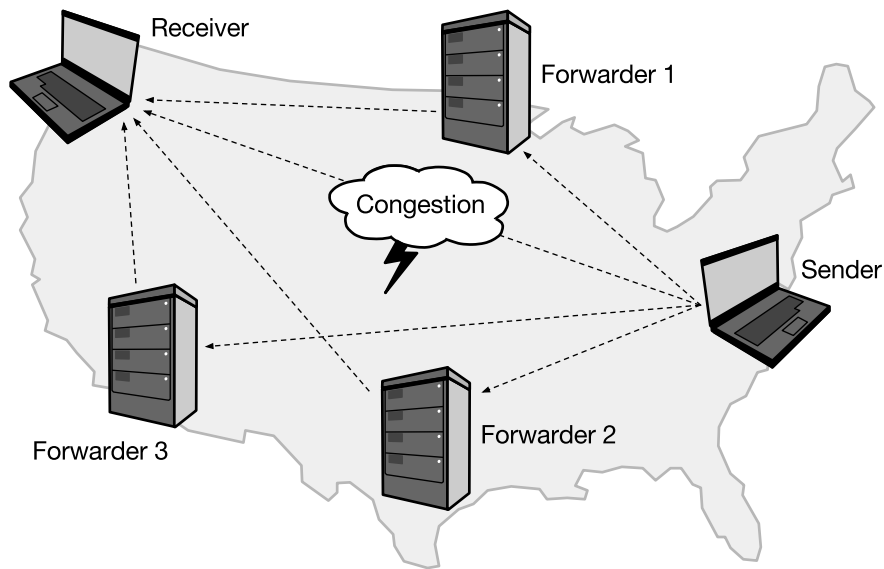 Receiver
Forwarder 1
Congestion
Sender
Forwarder 2
Forwarder 3